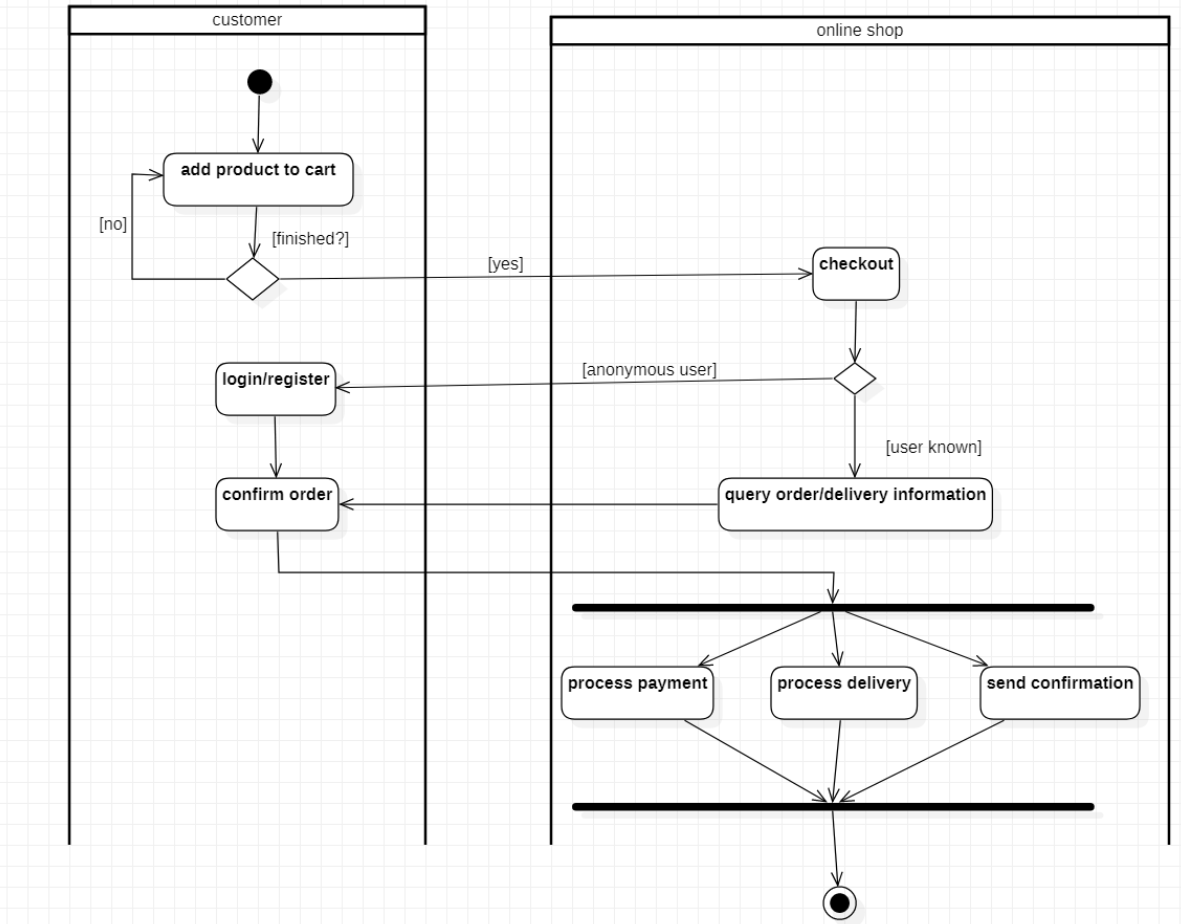 customer
online shop
add product to cart
[no]
[finished?]
[yes]
checkout
[anonymous user]
login/register
[user known]
confirm order
query order/delivery information
process payment
process delivery
send confirmation